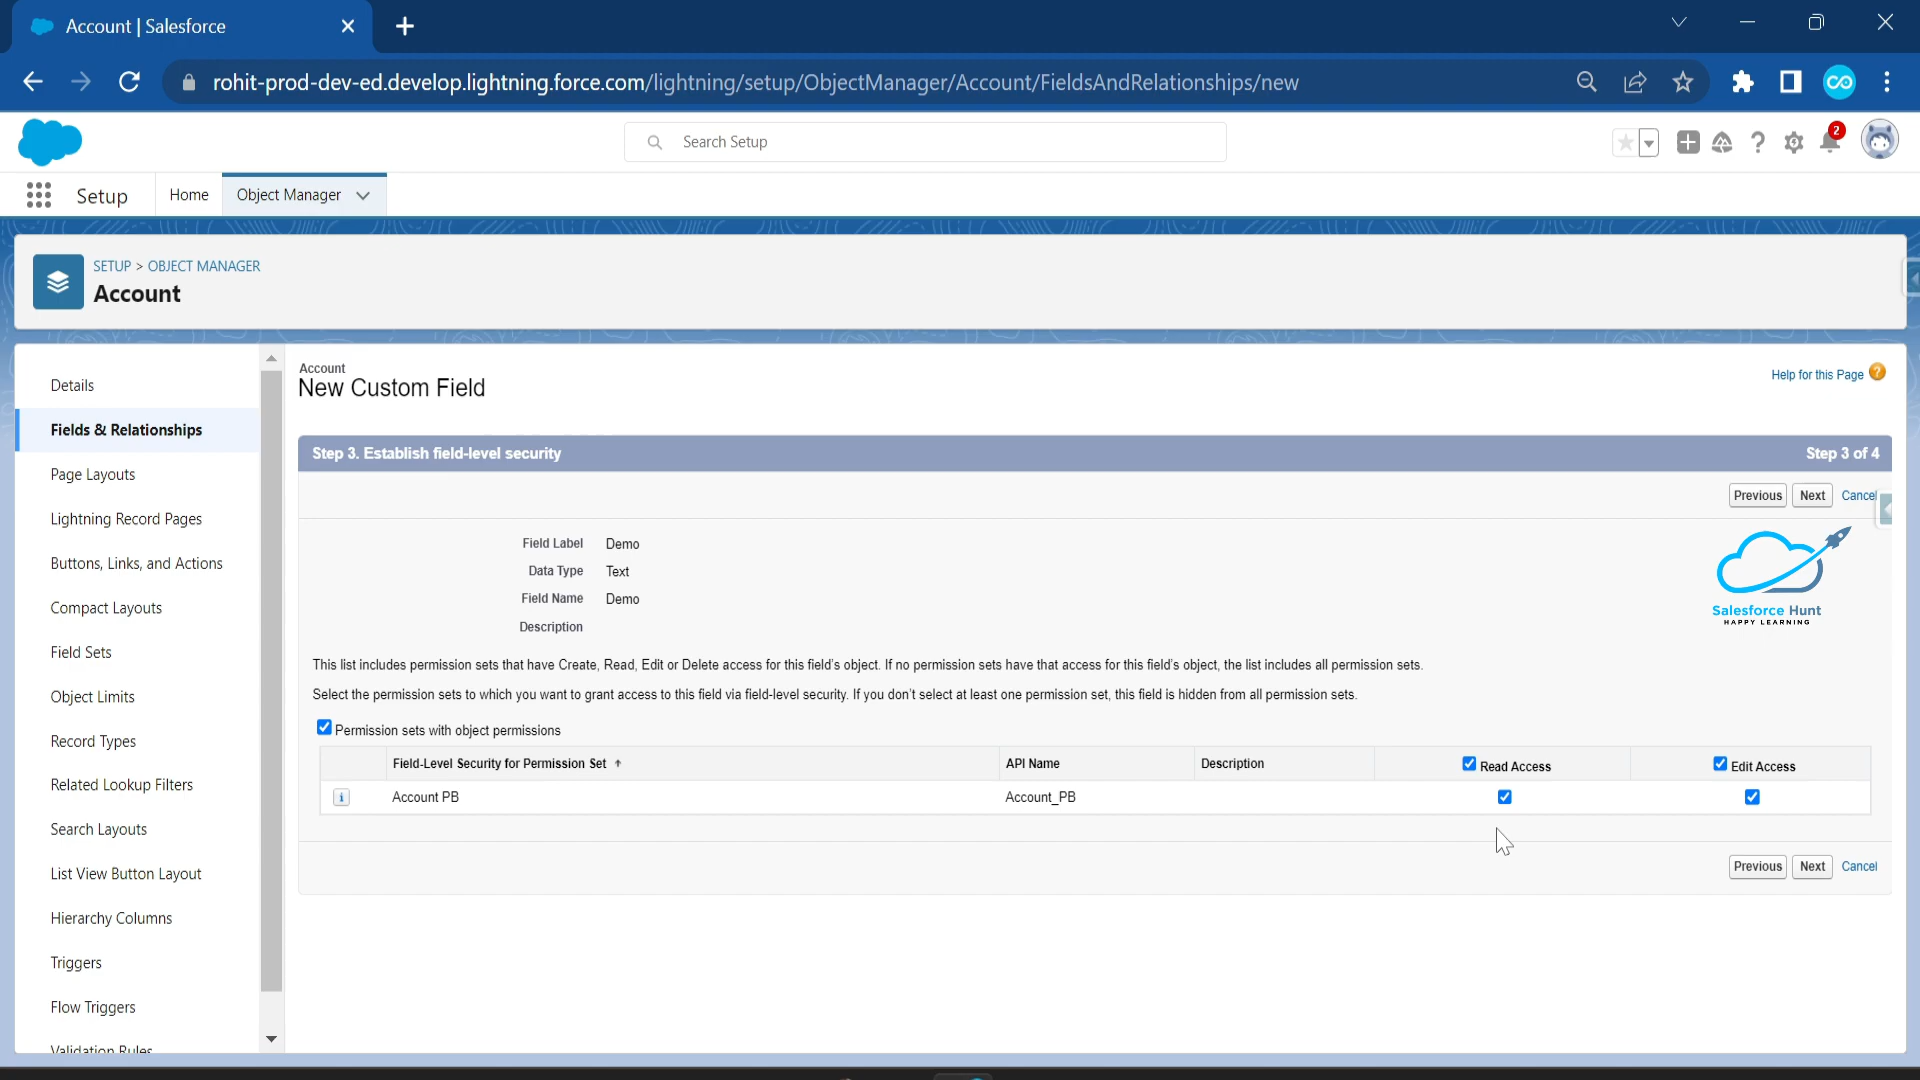 Account | Salesforce
rohit-prod-dev-ed.develop.lightning.force.com/lightning/setup/ObjectManager/Account/FieldsAndRelationships/new
Search Setup
2
Setup
Home
Object Manager
SETUP > OBJECT MANAGER
Account
Details
Fields & Relationships
Page Layouts
Lightning Record Pages
Buttons, Links, and Actions
Compact Layouts
Field Sets
Object Limits
Record Types
Related Lookup Filters
Search Layouts
List View Button Layout
Hierarchy Columns
Triggers
Flow Triggers
Validation Rules
Account
New Custom Field
Help for this Page ?
Step 3. Establish field-level security
Step 3 of 4
Previous Next Cancel
Field Label Demo
Data Type Text
Field Name Demo
Description
Salesforce Hunt
HAPPY LEARNING
This list includes permission sets that have Create, Read, Edit or Delete access for this field's object. If no permission sets have that access for this field's object, the list includes all permission sets.
Select the permission sets to which you want to grant access to this field via field-level security. If you don't select at least one permission set, this field is hidden from all permission sets.
Permission sets with object permissions
Field-Level Security for Permission Set ↑ API Name Description Read Access Edit Access
i Account PB Account_PB
Previous Next Cancel